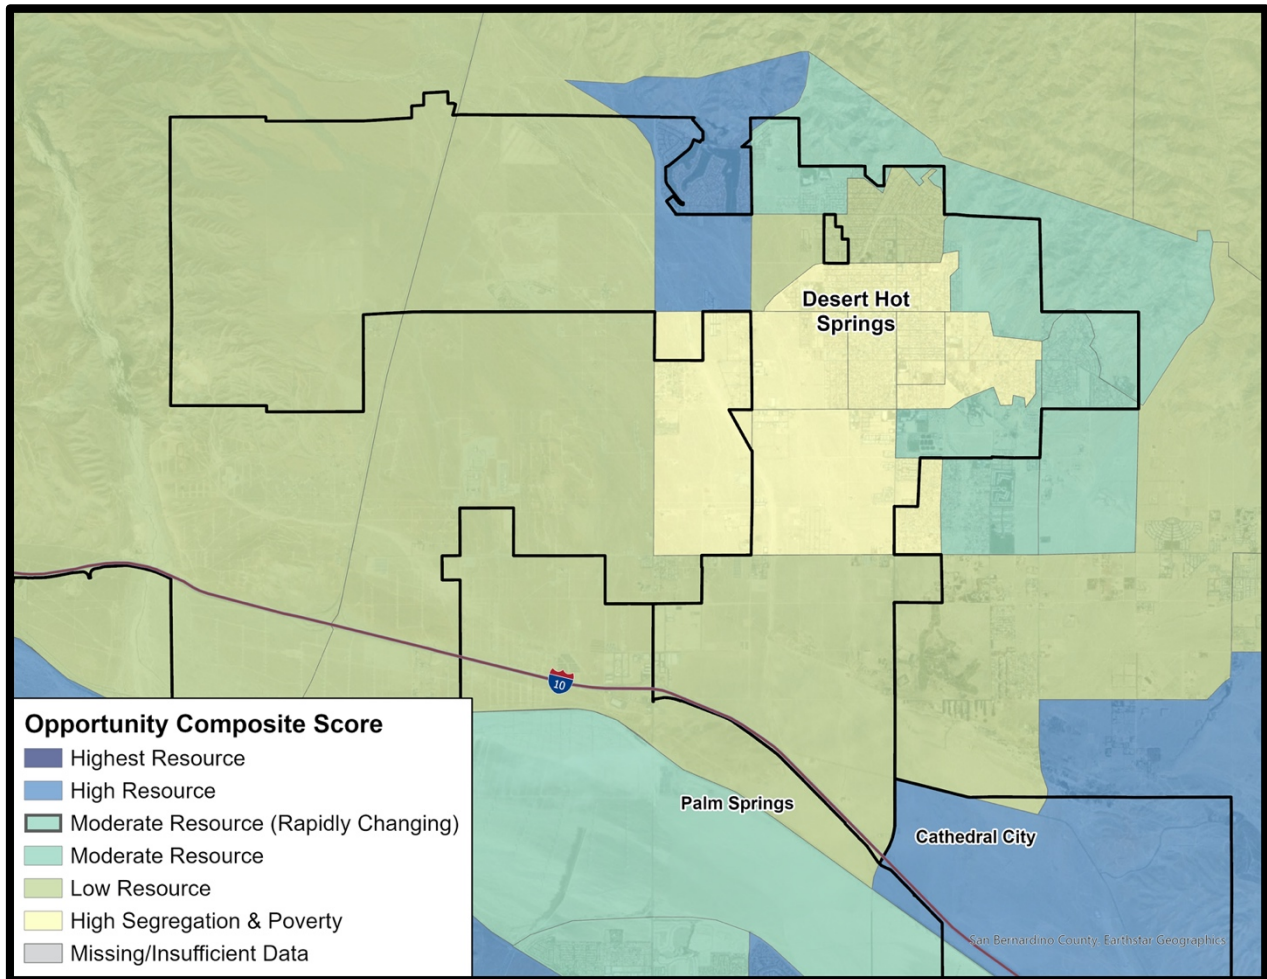 Desert Hot
Springs
10
Palm Springs
Cathedral City
San Bernardino County, Earthstar Geographics
Opportunity Composite Score
Highest Resource
High Resource
Moderate Resource (Rapidly Changing)
Moderate Resource
Low Resource
High Segregation & Poverty
Missing/Insufficient Data